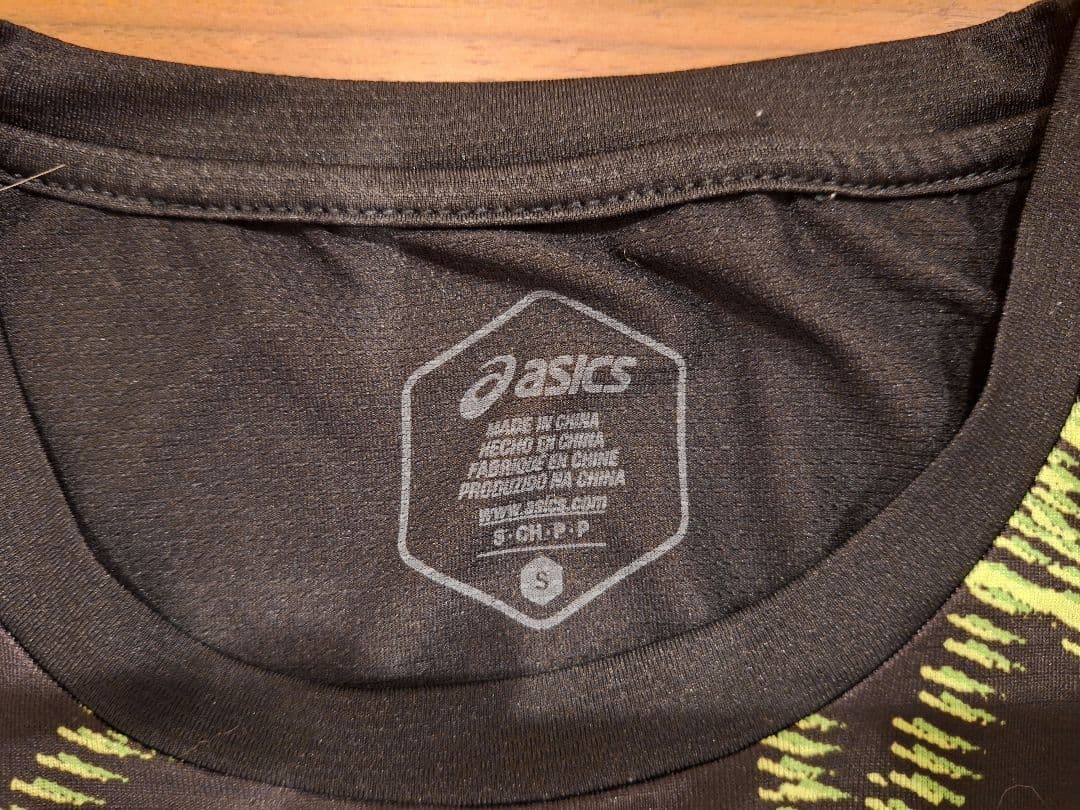 asics
MADE IN CHINA
HECHO EN CHINA
FABRIQUÉ EN CHINE
PRODUZIDO NA CHINA
www.asics.com
S·CH·P·P
S